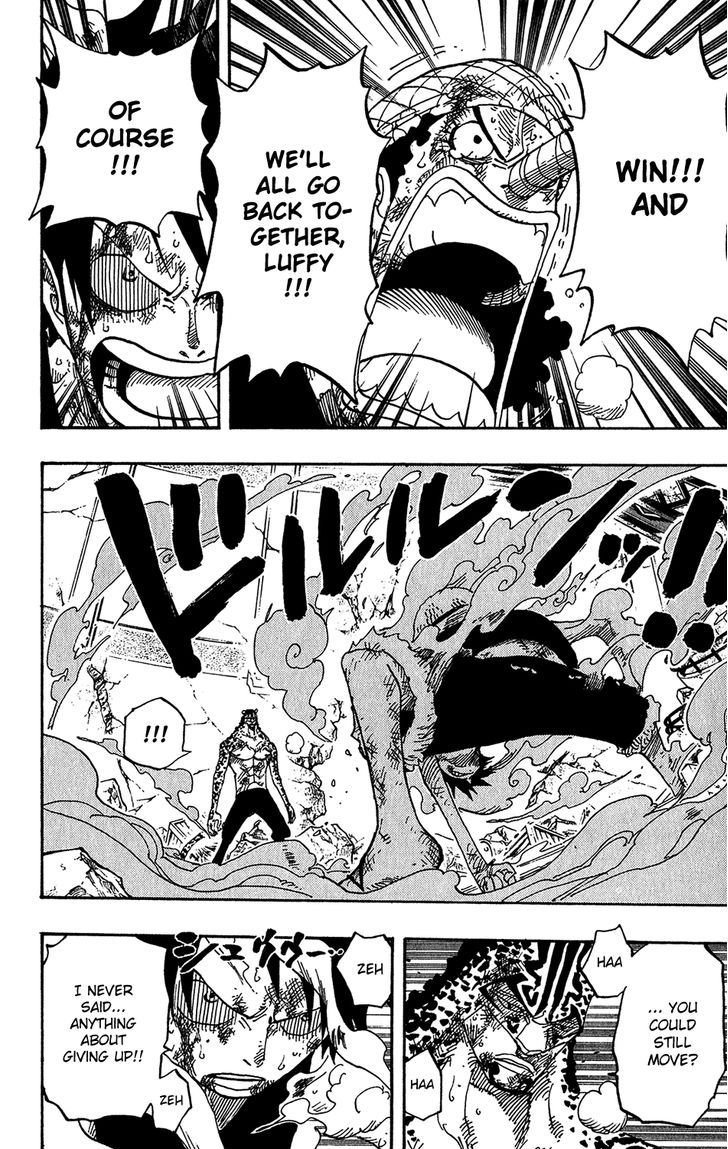 WIN!!!
AND
WE'LL
ALL GO
BACK TO-
GETHER,
LUFFY
!!!
OF
COURSE
!!!
ドルルンッ!!
!!!
... YOU
COULD
STILL
MOVE?
HAA
HAA
シュウゥー...
ZEH
I NEVER
SAID...
ANYTHING
ABOUT
GIVING UP!!
ZEH